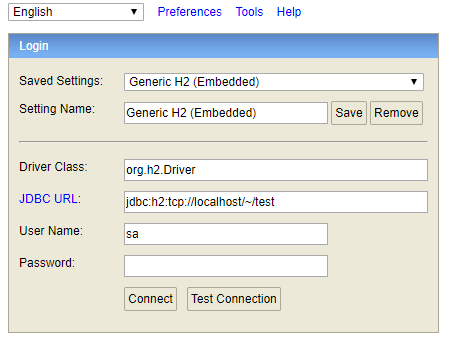 English Preferences Tools Help
Login
Saved Settings: Generic H2 (Embedded)
Setting Name: Generic H2 (Embedded) Save Remove
Driver Class: org.h2.Driver
JDBC URL: jdbc:h2:tcp://localhost/~/test
User Name: sa
Password:
Connect Test Connection